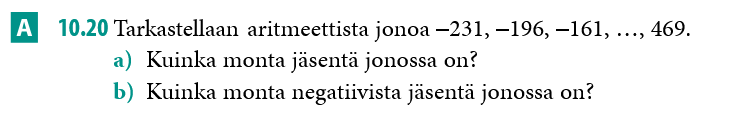 A 10.20 Tarkastellaan aritmeettista jonoa –231, –196, –161, …, 469.
a) Kuinka monta jäsentä jonossa on?
b) Kuinka monta negatiivista jäsentä jonossa on?